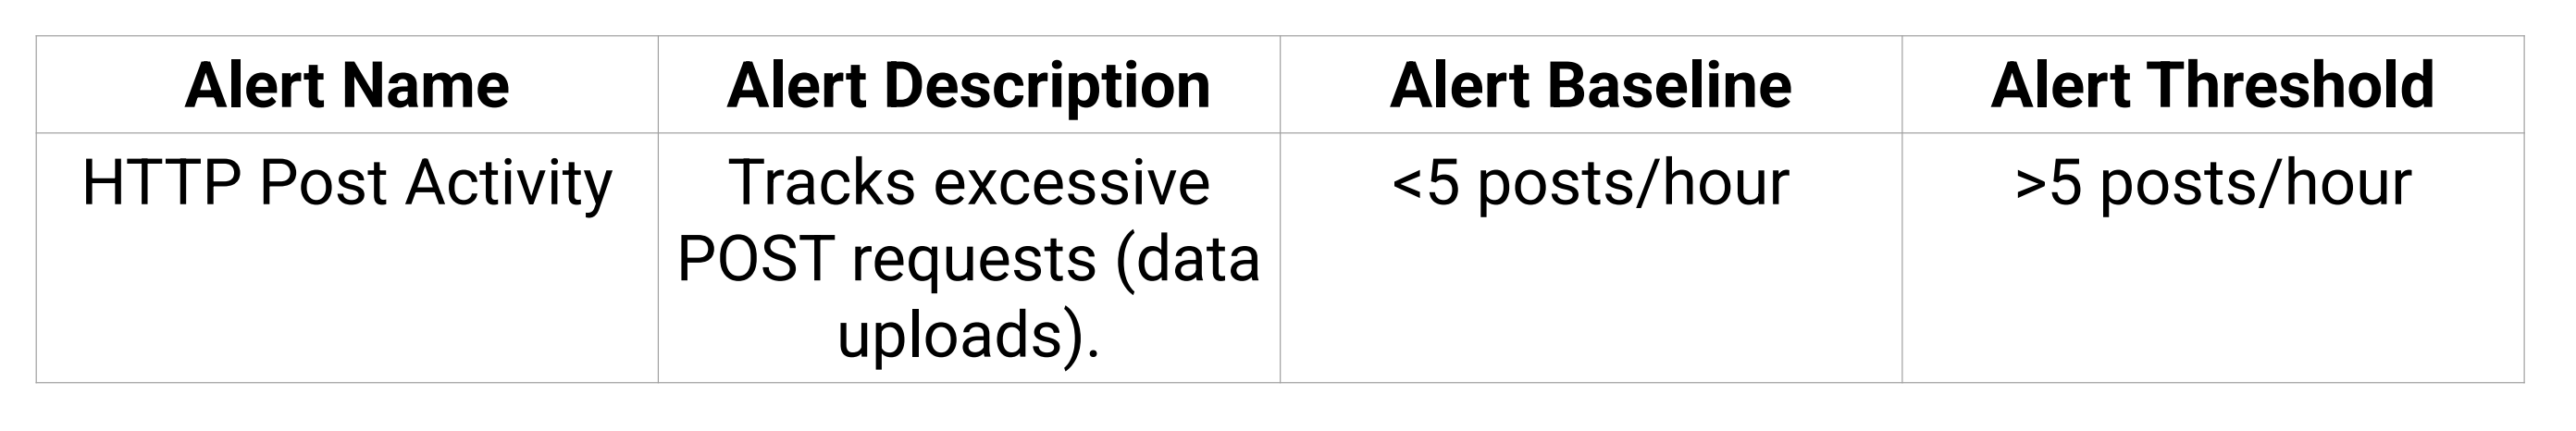 Alert Name
Alert Description
Alert Baseline
Alert Threshold
HTTP Post Activity
Tracks excessive
POST requests (data
uploads).
<5 posts/hour
>5 posts/hour